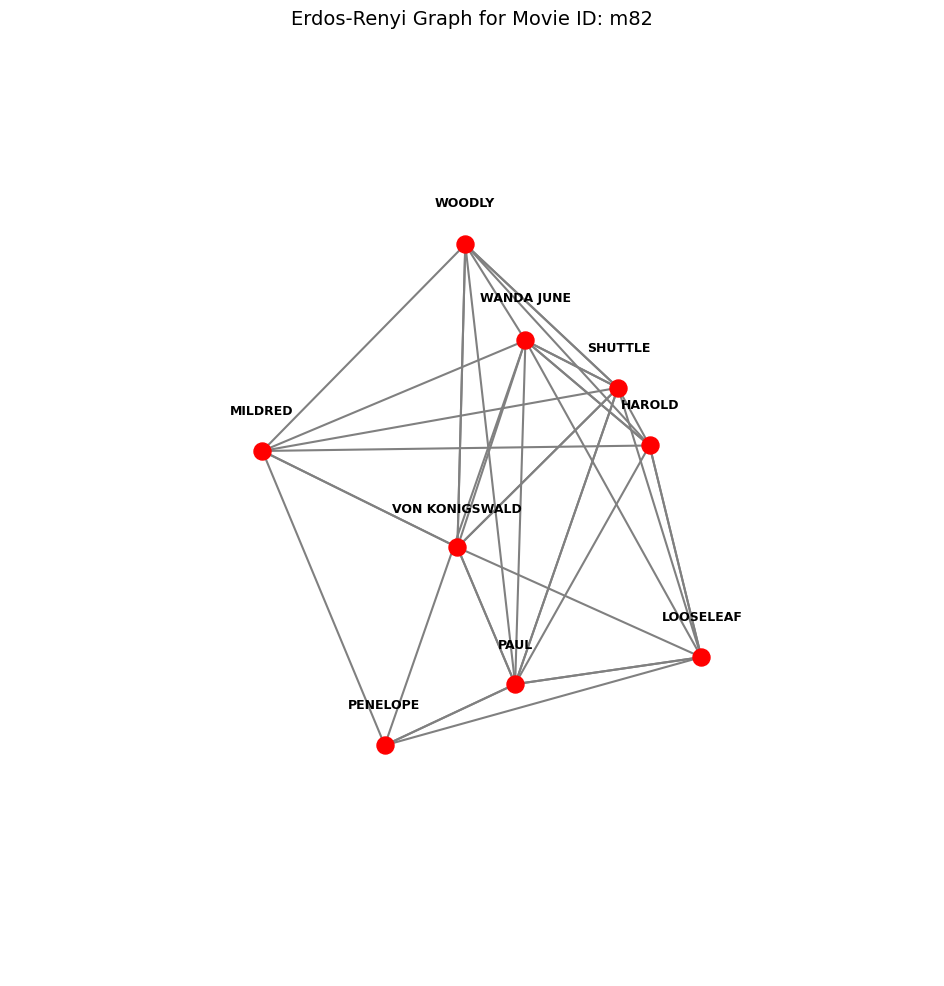 Erdos-Renyi Graph for Movie ID: m82
WOODLY
WANDA JUNE
SHUTTLE
HAROLD
MILDRED
VON KONIGSWALD
LOOSELEAF
PAUL
PENELOPE